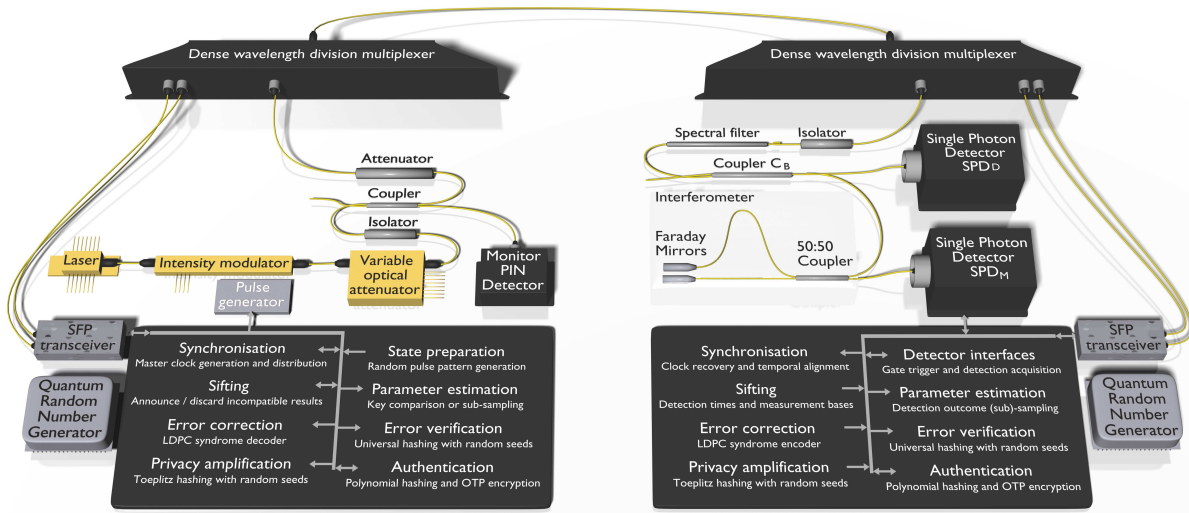 Dense wavelength division multiplexer
Attenuator
Coupler
Isolator
Laser
Intensity modulator
Variable
optical
attenuator
Monitor
PIN
Detector
Pulse
generator
SFP
transceiver
Quantum
Random
Number
Generator
Synchronisation
Master clock generation and distribution
State preparation
Random pulse pattern generation
Sifting
Announce / discard incompatible results
Parameter estimation
Key comparison or sub-sampling
Error correction
LDPC syndrome decoder
Error verification
Universal hashing with random seeds
Privacy amplification
Toeplitz hashing with random seeds
Authentication
Polynomial hashing and OTP encryption
Dense wavelength division multiplexer
Spectral filter
Isolator
Coupler CB
Single Photon
Detector
SPDD
Interferometer
Faraday
Mirrors
50:50
Coupler
Single Photon
Detector
SPDM
SFP
transceiver
Quantum
Random
Number
Generator
Synchronisation
Clock recovery and temporal alignment
Detector interfaces
Gate trigger and detection acquisition
Sifting
Detection times and measurement bases
Parameter estimation
Detection outcome (sub)-sampling
Error correction
LDPC syndrome encoder
Error verification
Universal hashing with random seeds
Privacy amplification
Toeplitz hashing with random seeds
Authentication
Polynomial hashing and OTP encryption